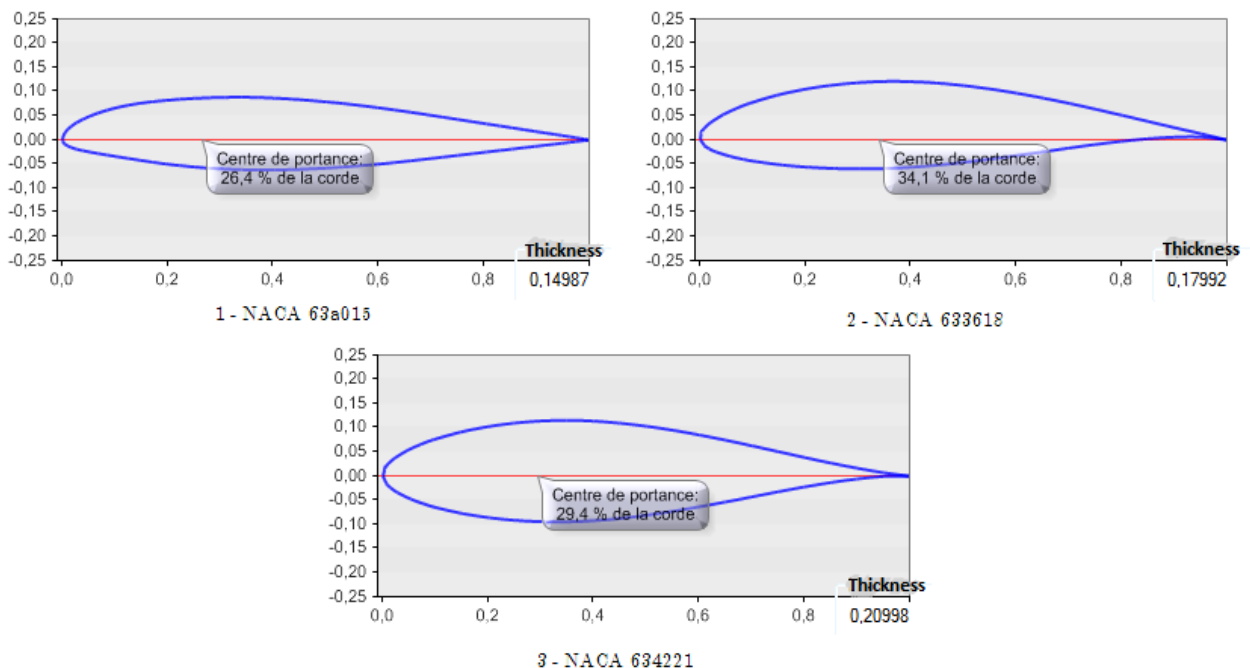 0,25
0,20
0,15
0,10
0,05
0,00
-0,05
-0,10
-0,15
-0,20
-0,25
Centre de portance:
26,4 % de la corde
Thickness
0,14987
0,0 0,2 0,4 0,6 0,8
1 - NACA 63a015
0,25
0,20
0,15
0,10
0,05
0,00
-0,05
-0,10
-0,15
-0,20
-0,25
Centre de portance:
34,1 % de la corde
Thickness
0,17992
0,0 0,2 0,4 0,6 0,8
2 - NACA 633618
0,25
0,20
0,15
0,10
0,05
0,00
-0,05
-0,10
-0,15
-0,20
-0,25
Centre de portance:
29,4 % de la corde
Thickness
0,20998
0,0 0,2 0,4 0,6 0,8
3 - NACA 634221